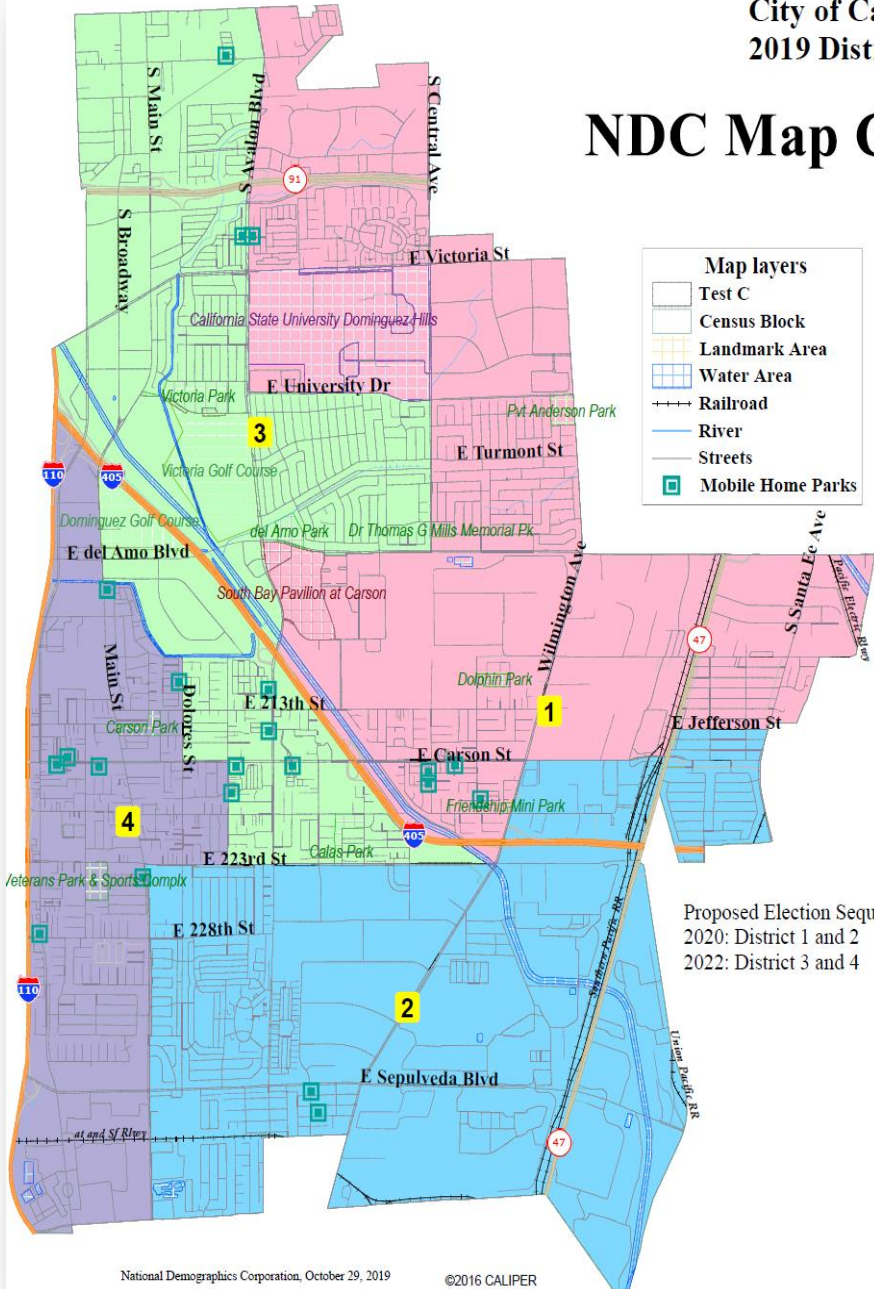 City of Ca
2019 Distri
NDC Map C
S Main St
S Avalon Blvd
S Central Ave
91
S Broadway
E Victoria St
Map layers
Test C
Census Block
Landmark Area
Water Area
Railroad
River
Streets
Mobile Home Parks
California State University Dominguez Hills
Victoria Park
E University Dr
Pvt Anderson Park
3
E Turmont St
Victoria Golf Course
110
405
Dominguez Golf Course
del Amo Park
Dr Thomas G Mills Memorial Pk
E del Amo Blvd
South Bay Pavilion at Carson
Wilmington Ave
S Santa Fe Ave
Pacific Electric Rlwy
47
Main St
Dolores St
Dolphin Park
E 213th St
1
E Jefferson St
Carson Park
E Carson St
4
Friendship Mini Park
405
E 223rd St
Calas Park
Veterans Park & Sports Complx
E 228th St
Southern Pacific RR
Proposed Election Sequ
2020: District 1 and 2
2022: District 3 and 4
110
2
Union Pacific RR
E Sepulveda Blvd
at and Sf Rlwy
47
National Demographics Corporation, October 29, 2019
©2016 CALIPER